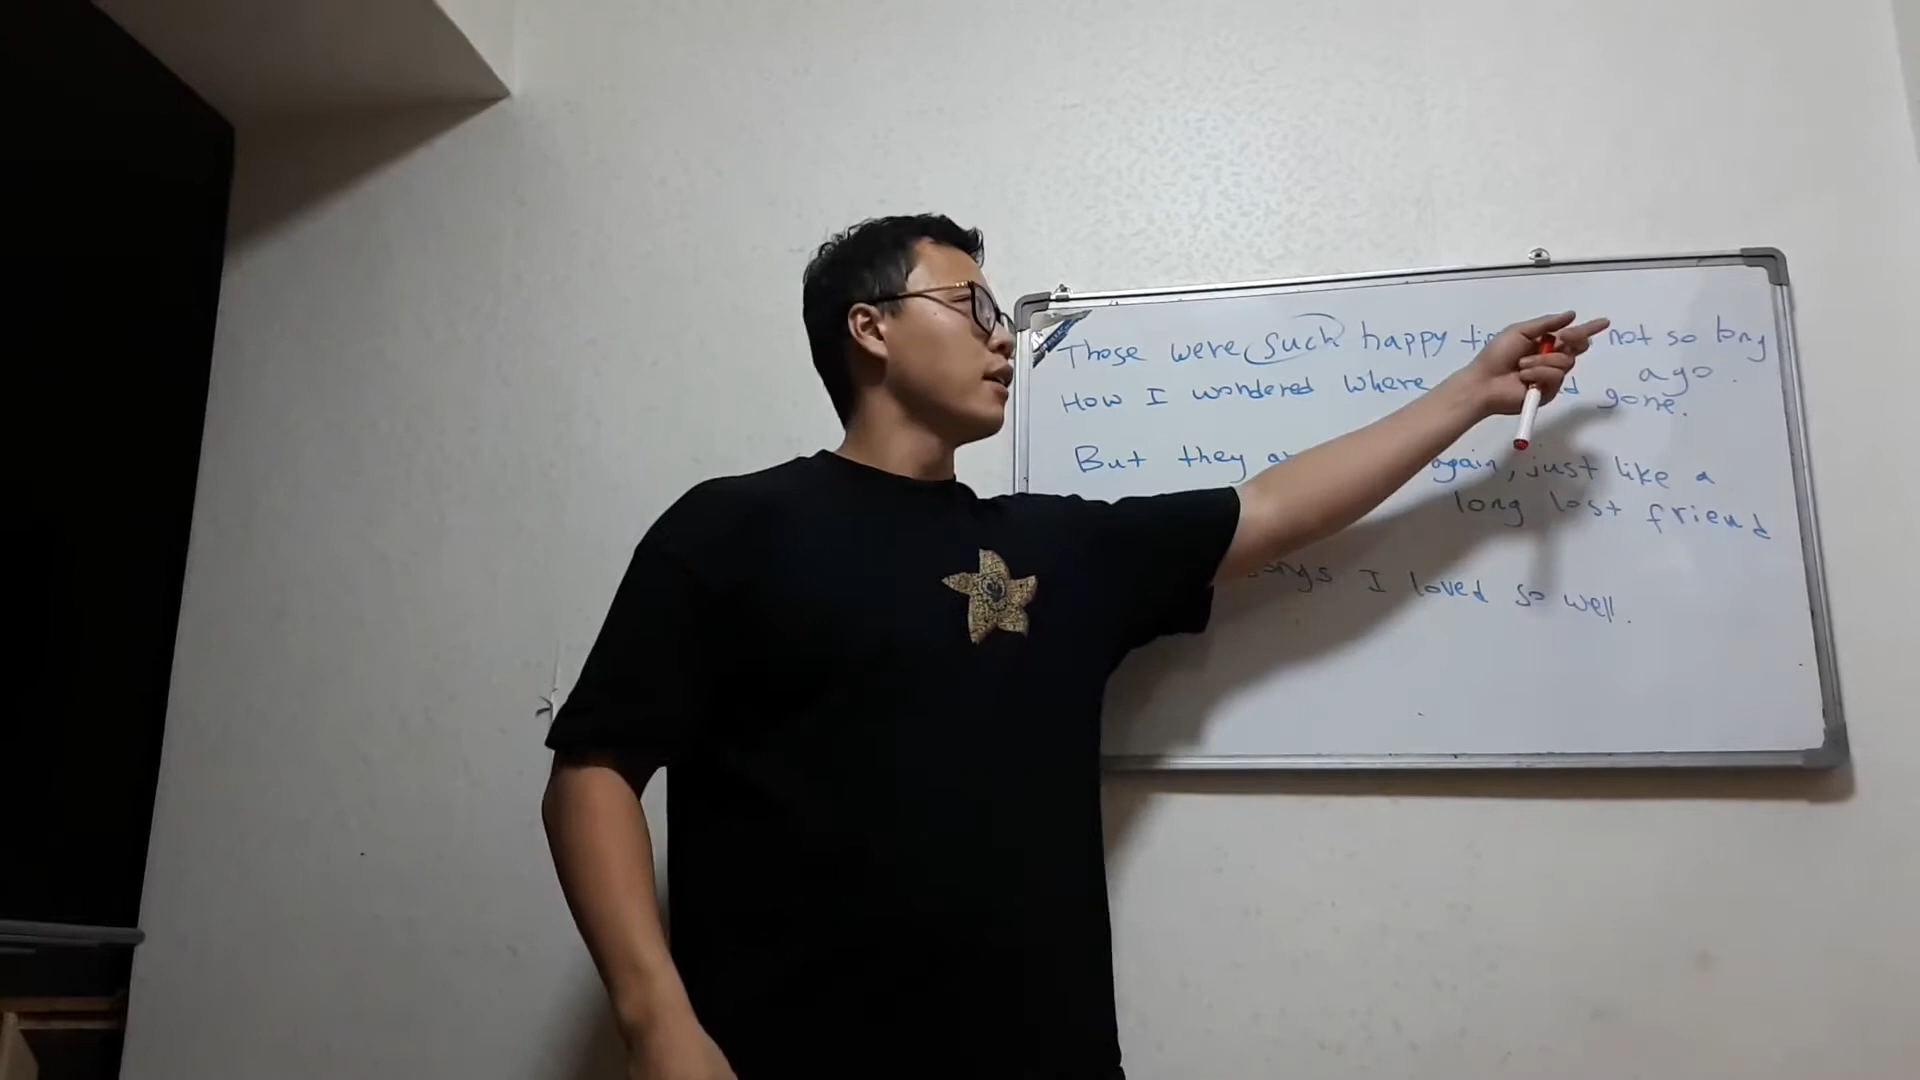 Those were such happy not so long
ago.
How I wondered where gone.
But they again, just like a
long lost friend
songs I loved so well.